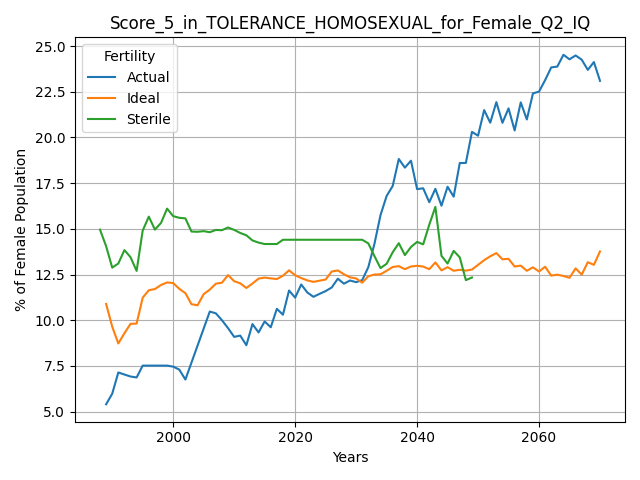 Score_5_in_TOLERANCE_HOMOSEXUAL_for_Female_Q2_IQ
Fertility
Actual
Ideal
Sterile
% of Female Population
25.0
22.5
20.0
17.5
15.0
12.5
10.0
7.5
5.0
2000
2020
2040
2060
Years